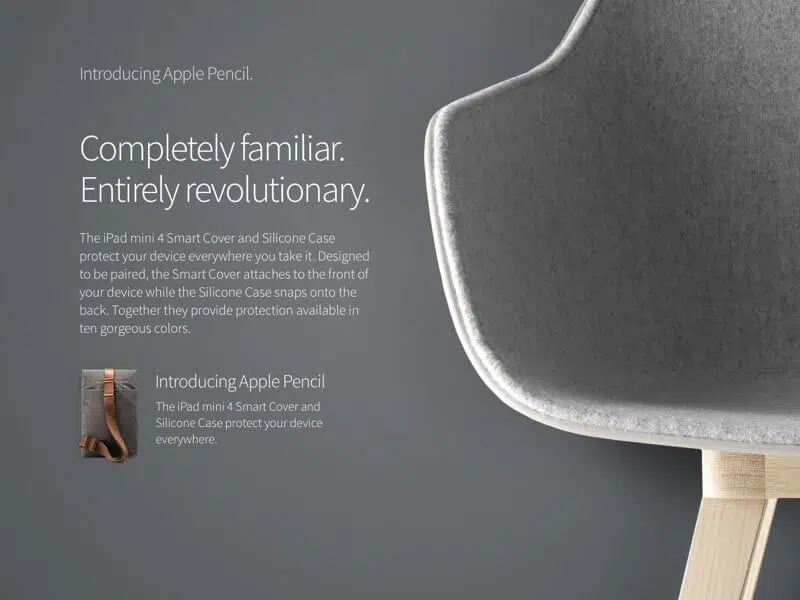 Introducing Apple Pencil.
Completely familiar.
Entirely revolutionary.
The iPad mini 4 Smart Cover and Silicone Case
protect your device everywhere you take it. Designed
to be paired, the Smart Cover attaches to the front of
your device while the Silicone Case snaps onto the
back. Together they provide protection available in
ten gorgeous colors.
Introducing Apple Pencil
The iPad mini 4 Smart Cover and
Silicone Case protect your device
everywhere.